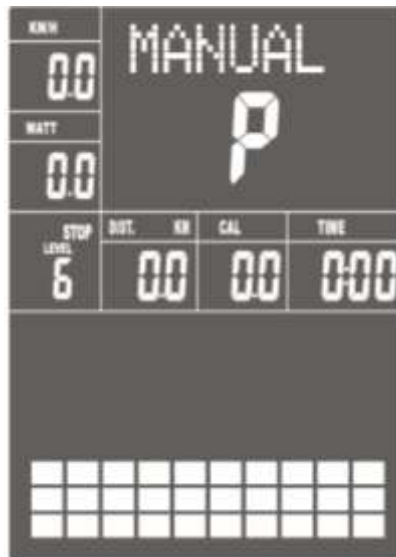 KM/H
MANUAL
0.0
P
WATT
0.0
STOP DIST. KM CAL TIME
LEVEL
6 0.0 0.0 0:00